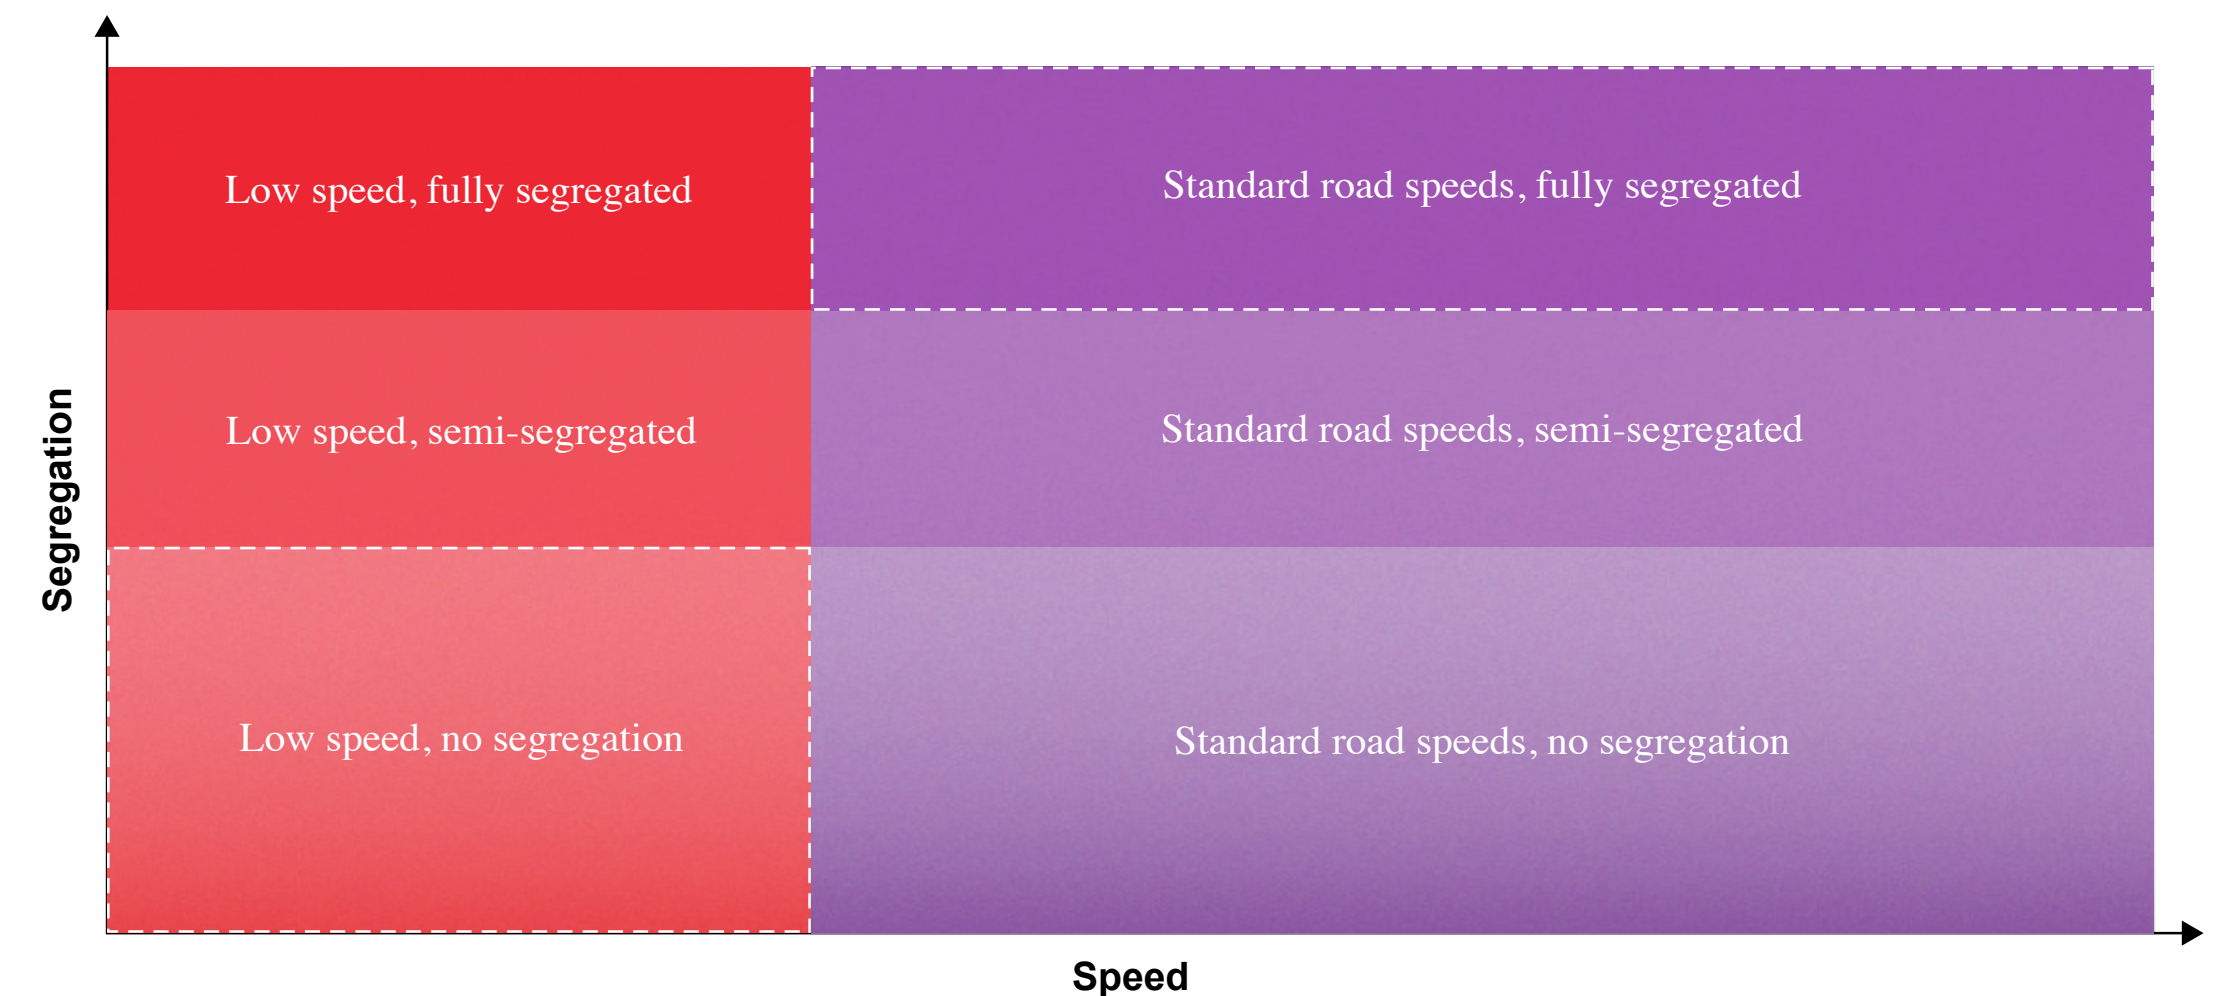 Low speed, fully segregated
Standard road speeds, fully segregated
Low speed, semi-segregated
Standard road speeds, semi-segregated
Segregation
Low speed, no segregation
Standard road speeds, no segregation
Speed